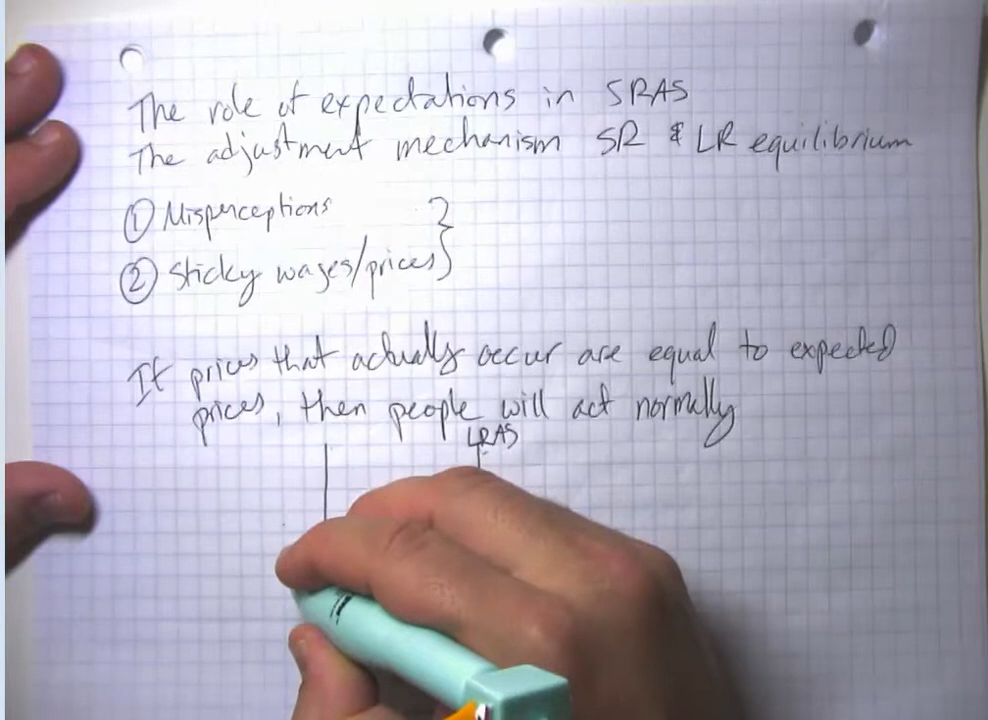 The role of expectations in SRAS
The adjustment mechanism SR & LR equilibrium
① Misperceptions
② Sticky wages/prices
If prices that actually occur are equal to expected
prices, then people will act normally
LRAS